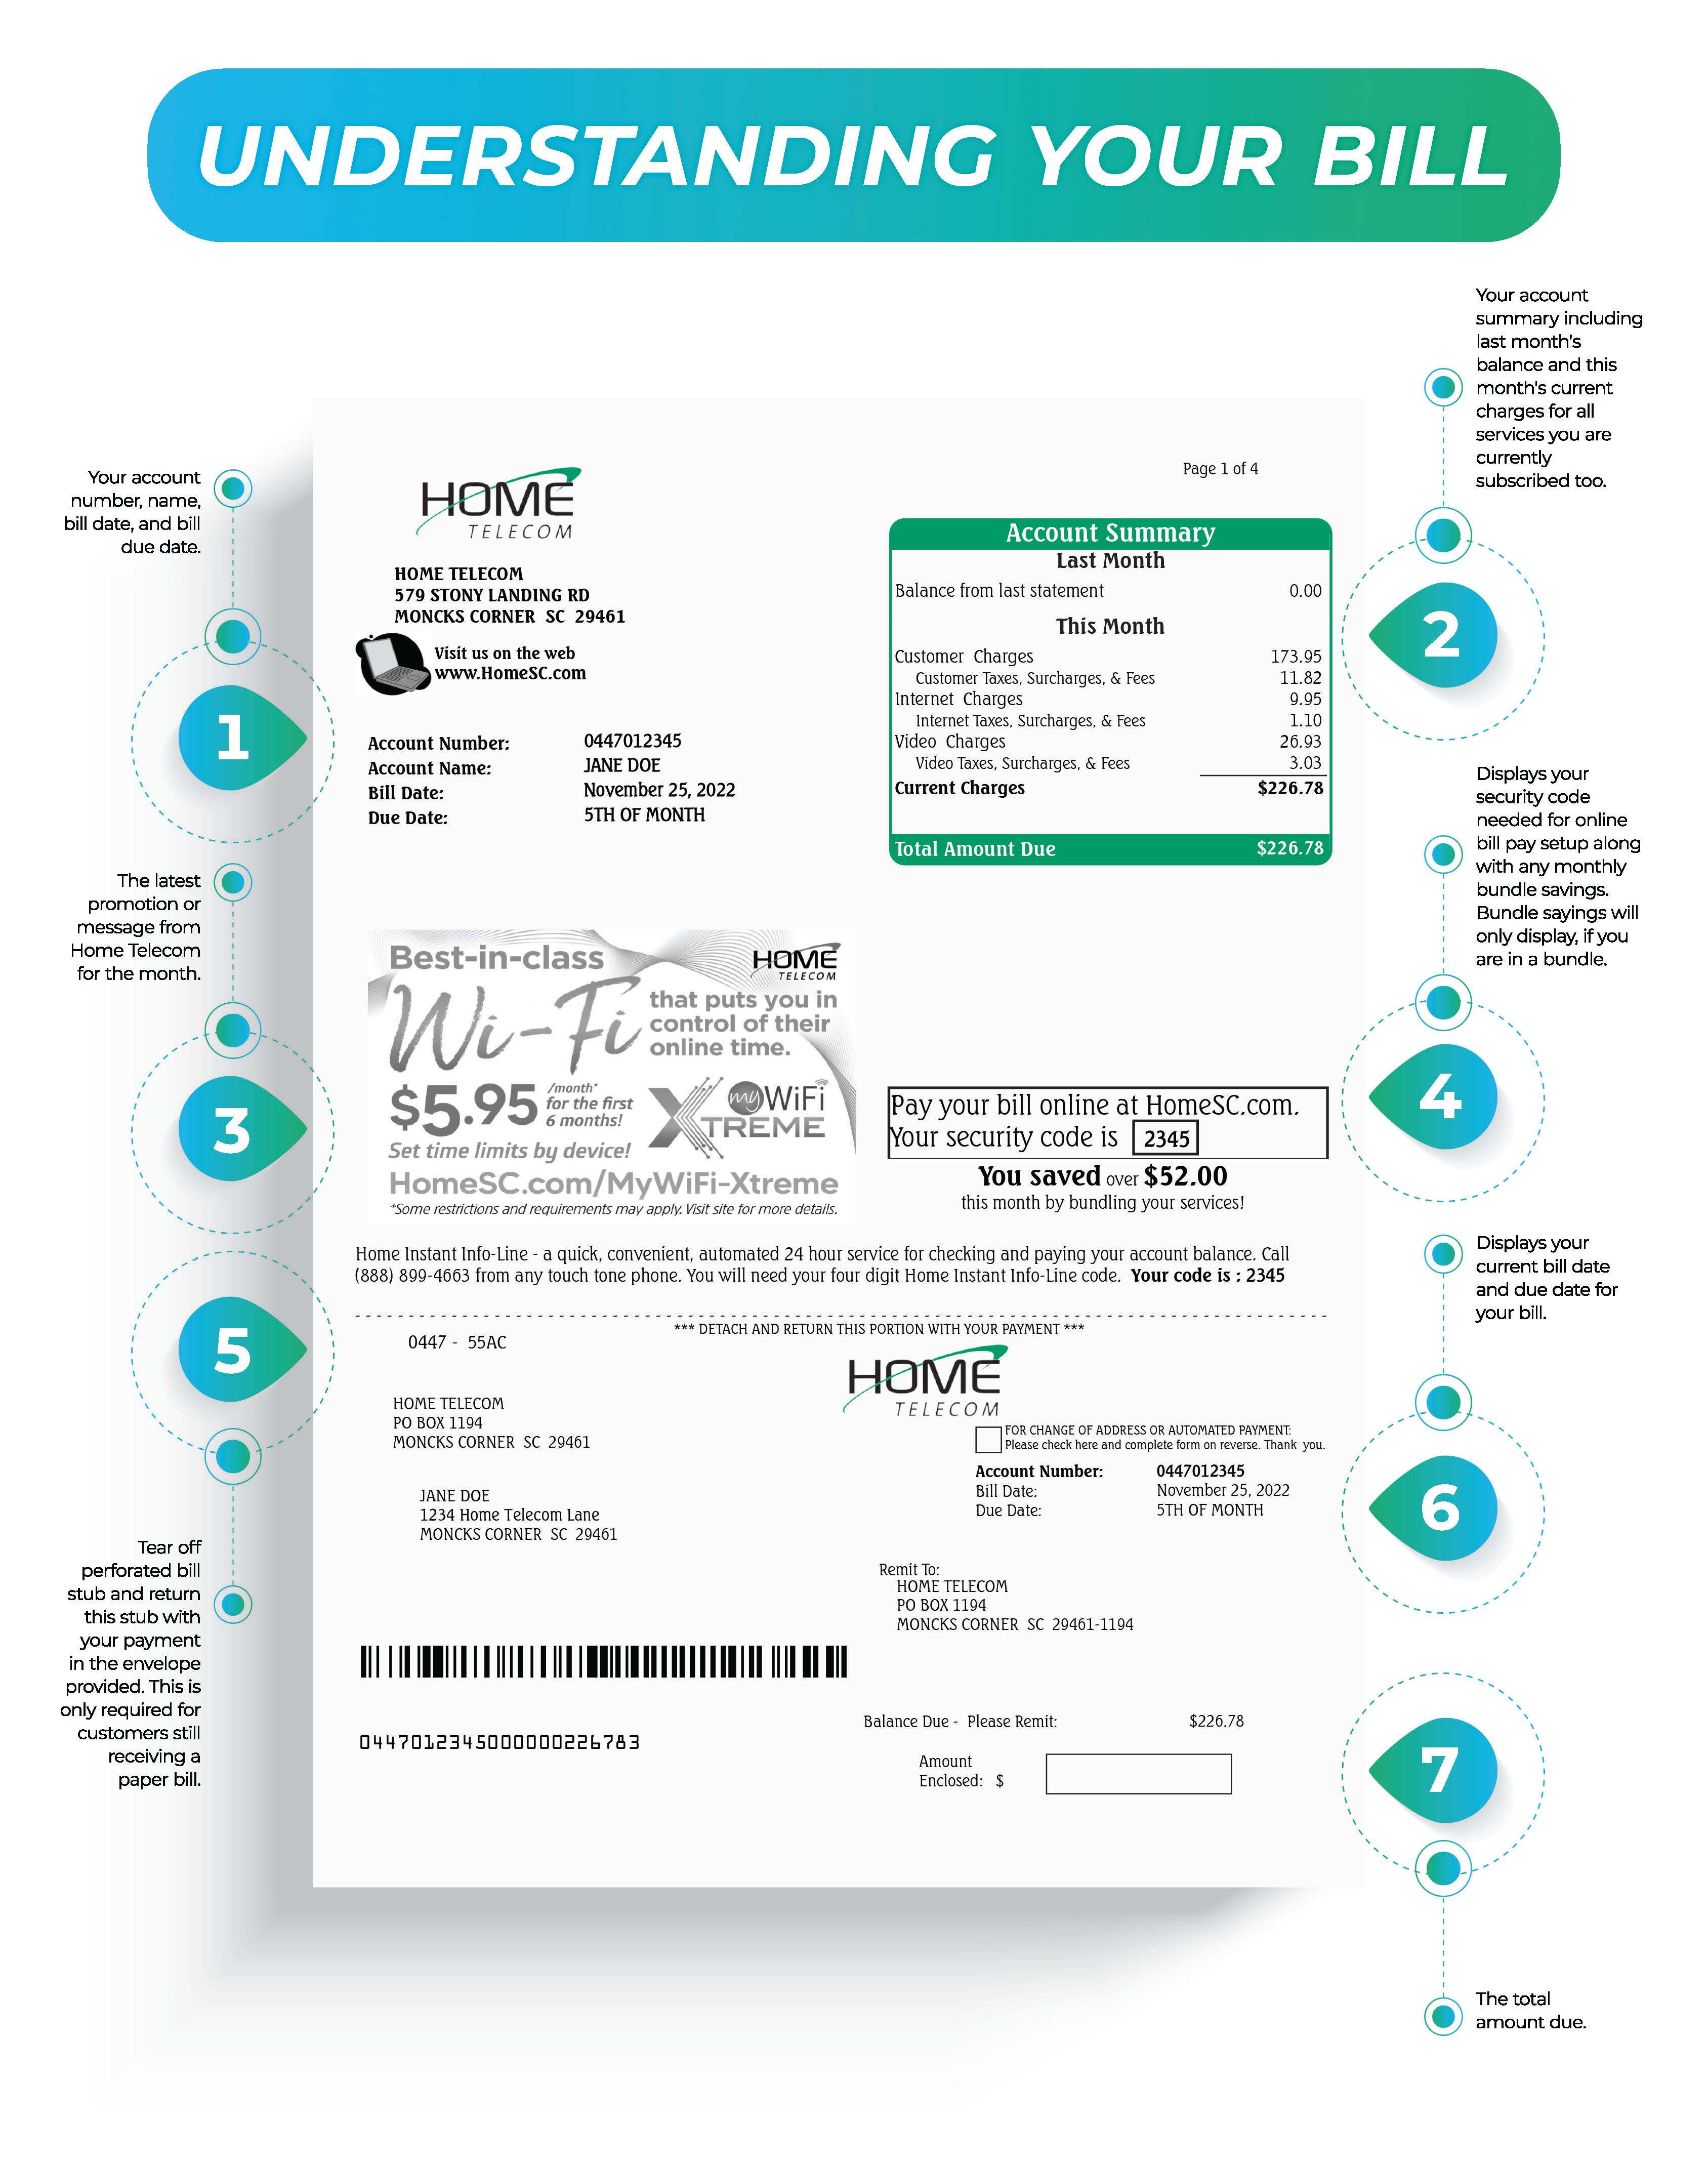 UNDERSTANDING YOUR BILL
Your account
summary including
last month's
balance and this
month's current
charges for all
services you are
currently
subscribed too.
Your account
number, name,
bill date, and bill
due date.
1
2
HOME
TELECOM
Page 1 of 4
HOME TELECOM
579 STONY LANDING RD
MONCKS CORNER SC 29461
Visit us on the web
www.HomeSC.com
Account Number: 0447012345
Account Name: JANE DOE
Bill Date: November 25, 2022
Due Date: 5TH OF MONTH
Account Summary
Last Month
Balance from last statement 0.00
This Month
Customer Charges 173.95
Customer Taxes, Surcharges, & Fees 11.82
Internet Charges 9.95
Internet Taxes, Surcharges, & Fees 1.10
Video Charges 26.93
Video Taxes, Surcharges, & Fees 3.03
Current Charges $226.78
Total Amount Due $226.78
The latest
promotion or
message from
Home Telecom
for the month.
3
Displays your
security code
needed for online
bill pay setup along
with any monthly
bundle savings.
Bundle sayings will
only display, if you
are in a bundle.
4
Best-in-class
HOME
TELECOM
Wi-Fi
that puts you in
control of their
online time.
$5.95
/month*
for the first
6 months!
my WiFi
XTREME
Set time limits by device!
HomeSC.com/MyWiFi-Xtreme
*Some restrictions and requirements may apply. Visit site for more details.
Pay your bill online at HomeSC.com.
Your security code is 2345
You saved over $52.00
this month by bundling your services!
Home Instant Info-Line - a quick, convenient, automated 24 hour service for checking and paying your account balance. Call
(888) 899-4663 from any touch tone phone. You will need your four digit Home Instant Info-Line code. Your code is : 2345
5
Tear off
perforated bill
stub and return
this stub with
your payment
in the envelope
provided. This is
only required for
customers still
receiving a
paper bill.
Displays your
current bill date
and due date for
your bill.
6
*** DETACH AND RETURN THIS PORTION WITH YOUR PAYMENT ***
0447 - 55AC
HOME TELECOM
PO BOX 1194
MONCKS CORNER SC 29461
JANE DOE
1234 Home Telecom Lane
MONCKS CORNER SC 29461
HOME
TELECOM
FOR CHANGE OF ADDRESS OR AUTOMATED PAYMENT:
Please check here and complete form on reverse. Thank you.
Account Number: 0447012345
Bill Date: November 25, 2022
Due Date: 5TH OF MONTH
Remit To:
HOME TELECOM
PO BOX 1194
MONCKS CORNER SC 29461-1194
0447012345000000226783
Balance Due - Please Remit: $226.78
Amount
Enclosed: $
7
The total
amount due.